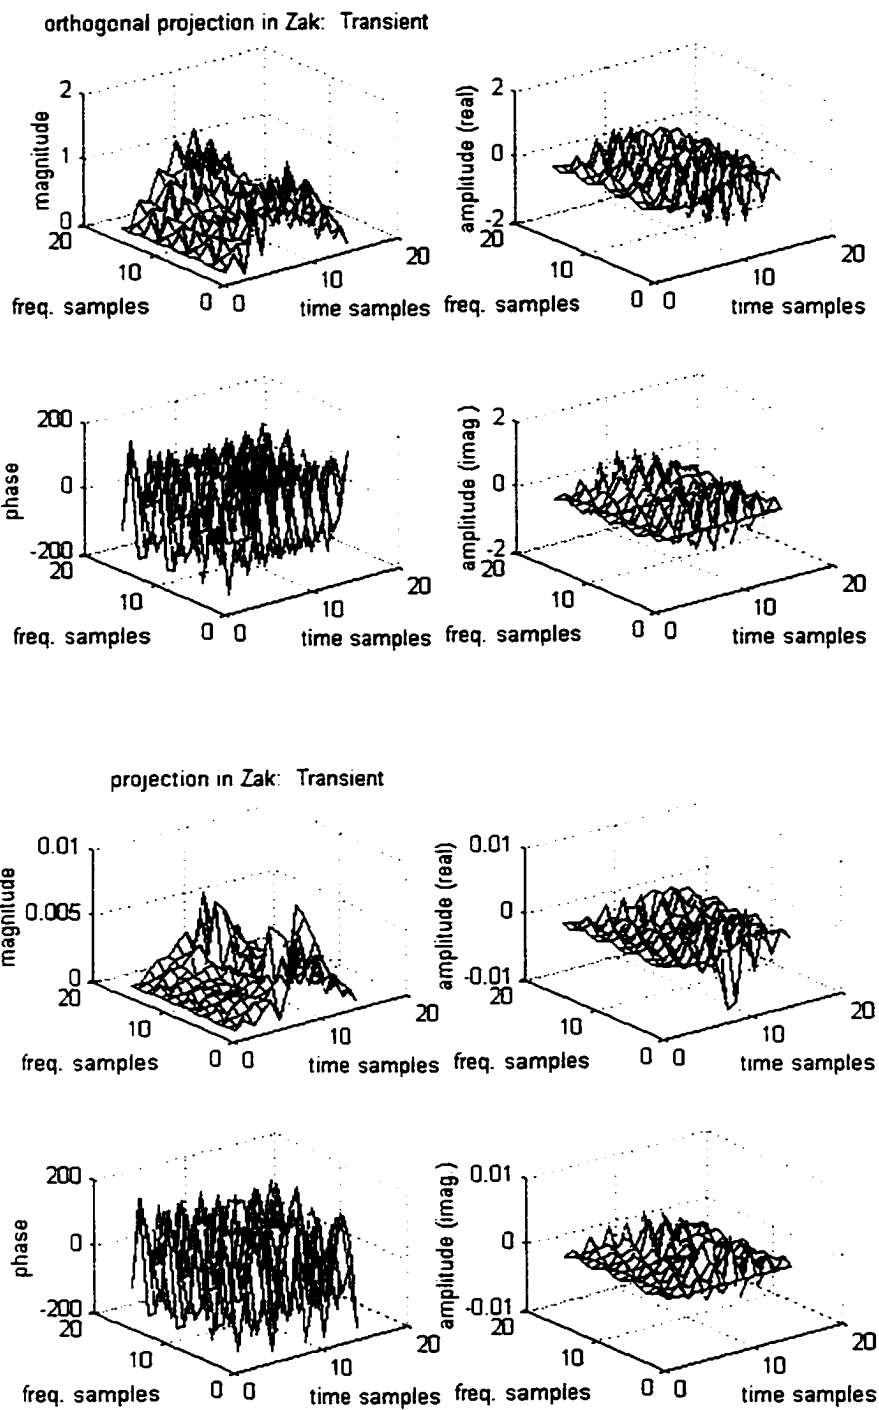 orthogonal projection in Zak: Transient
2
1
0
magnitude
20
10
0
freq. samples
0
10
20
time samples
2
0
-2
amplitude (real)
20
10
0
freq. samples
0
10
20
time samples
200
0
-200
phase
20
10
0
freq. samples
0
10
20
time samples
2
0
-2
amplitude (imag)
20
10
0
freq. samples
0
10
20
time samples
projection in Zak: Transient
0.01
0.005
0
magnitude
20
10
0
freq. samples
0
10
20
time samples
0.01
0
-0.01
amplitude (real)
20
10
0
freq. samples
0
10
20
time samples
200
0
-200
phase
20
10
0
freq. samples
0
10
20
time samples
0.01
0
-0.01
amplitude (imag)
20
10
0
freq. samples
0
10
20
time samples